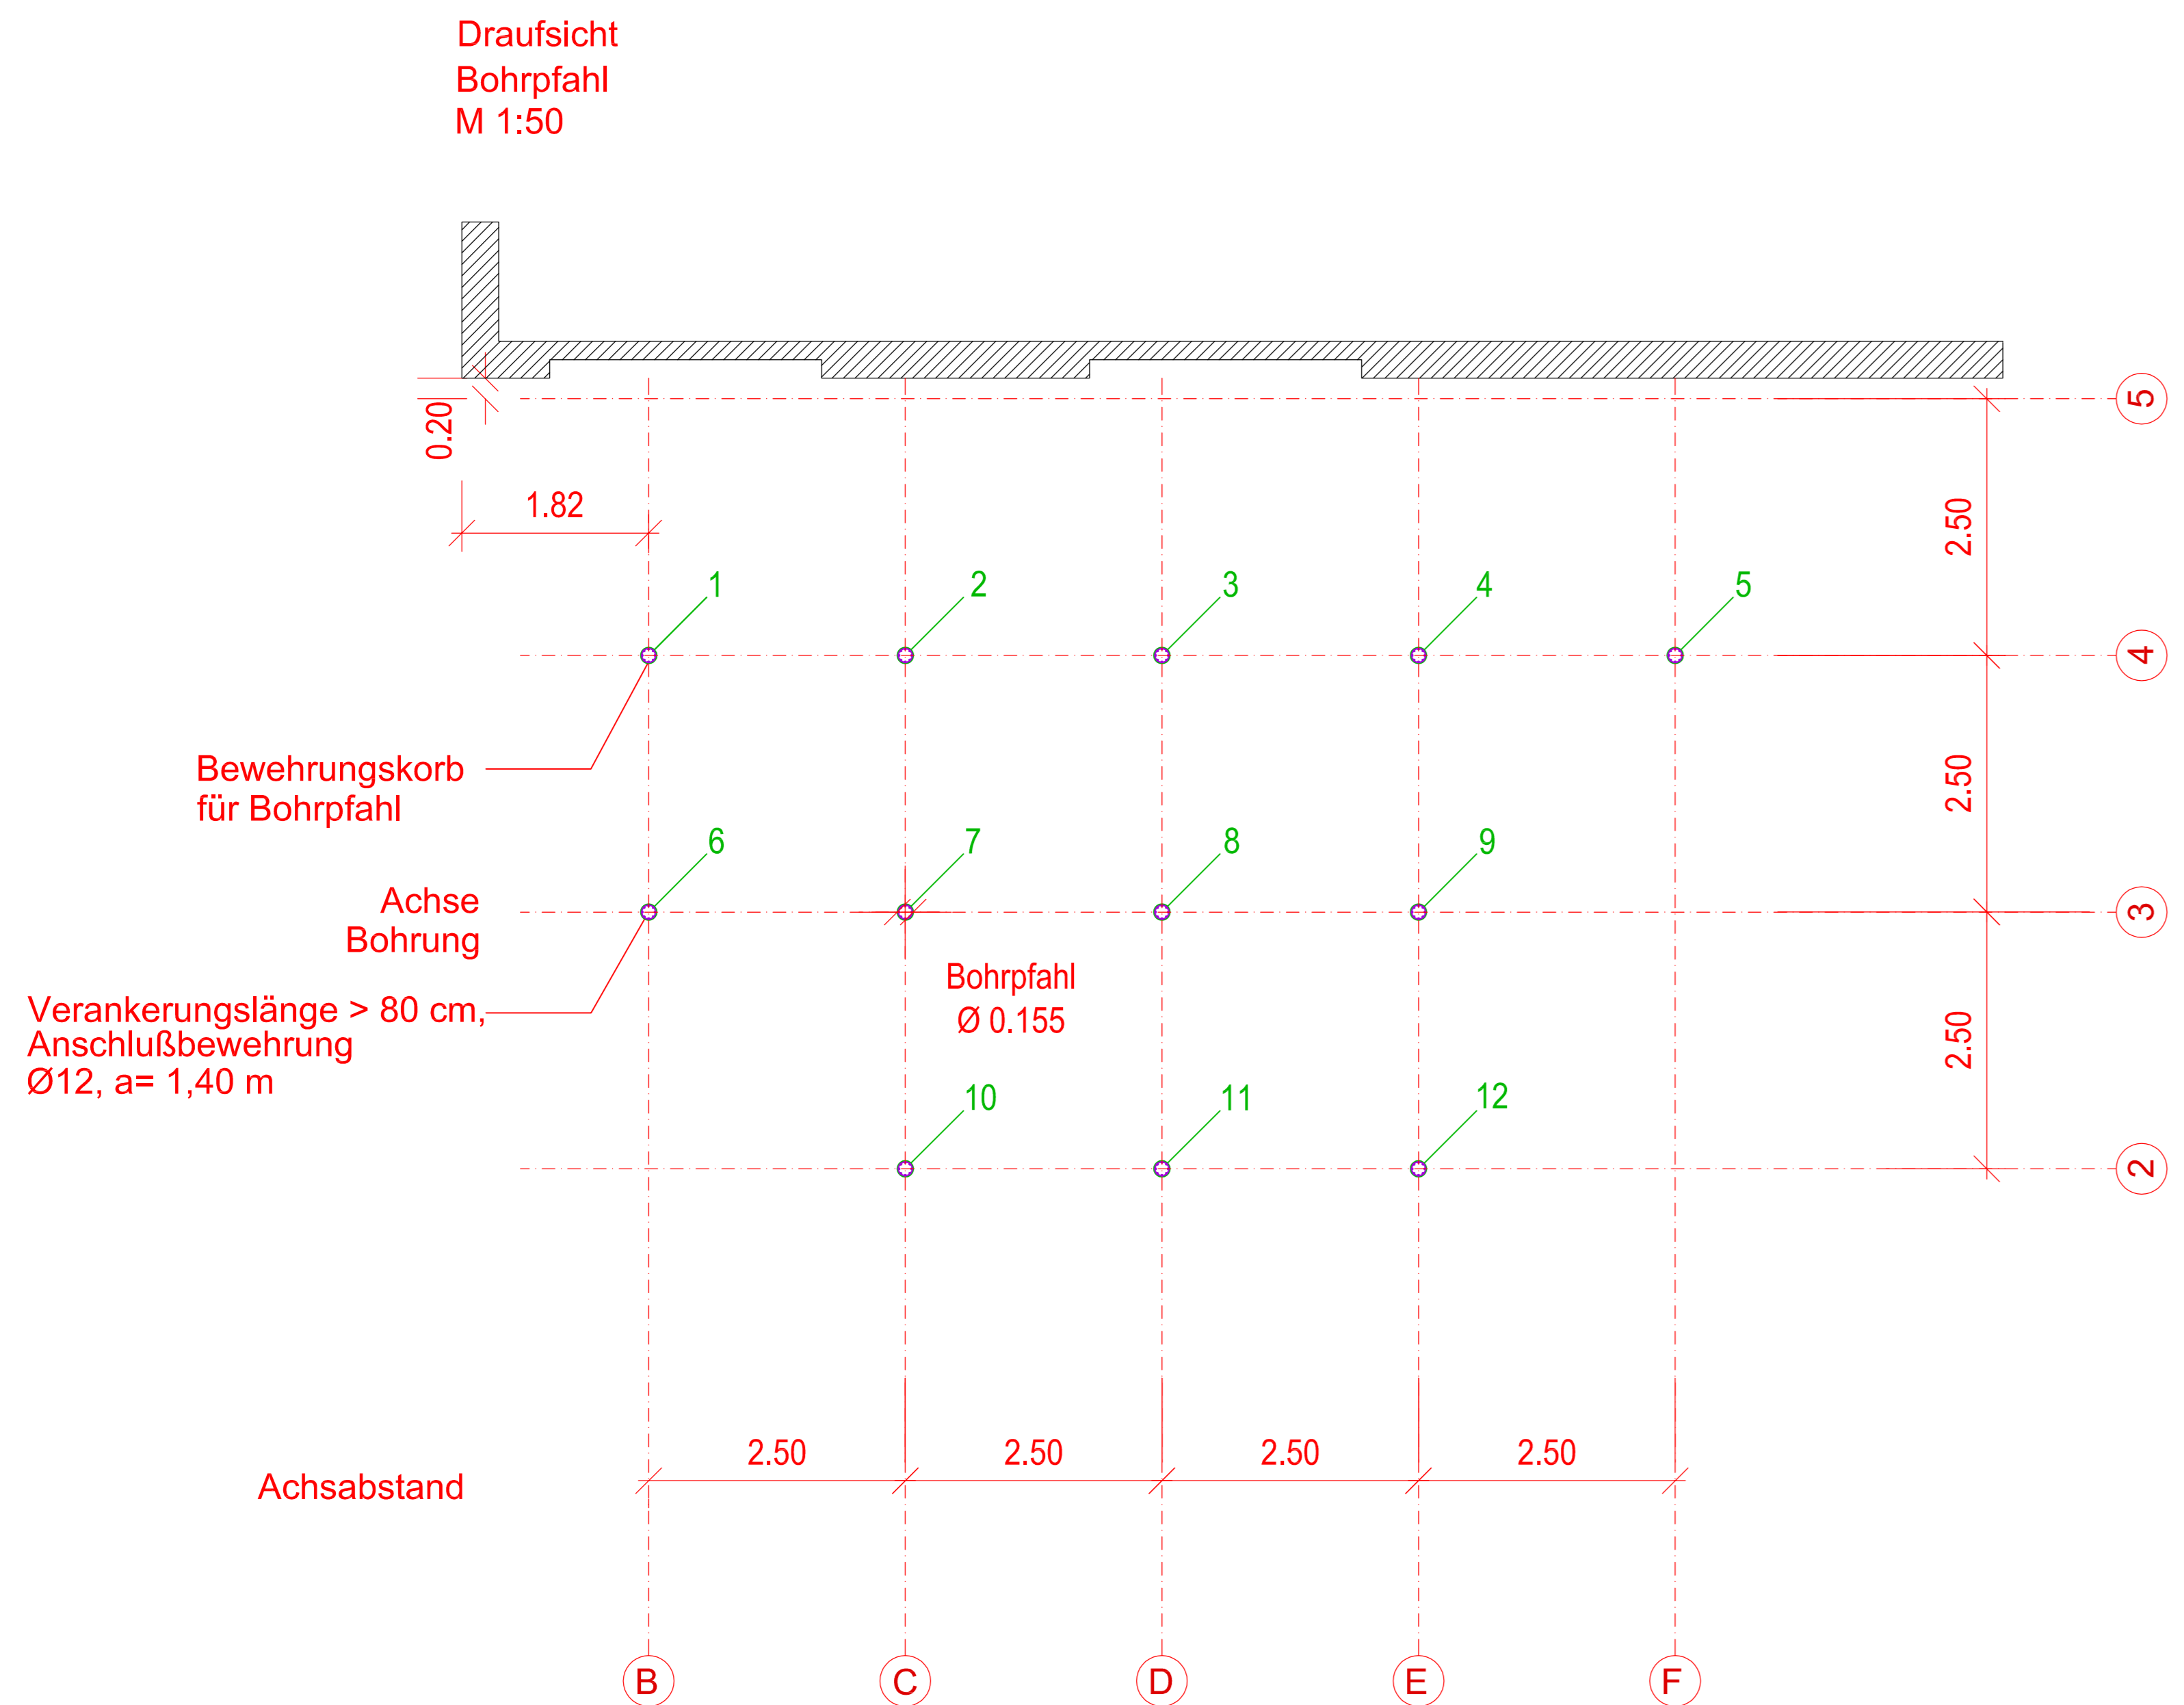 Draufsicht
Bohrpfahl
M 1:50
0.20
5
1.82
2.50
1
2
3
4
5
4
Bewehrungskorb
für Bohrpfahl
2.50
6
7
8
9
Achse
Bohrung
3
Bohrpfahl
Ø 0.155
Verankerungslänge > 80 cm,
Anschlußbewehrung
Ø12, a= 1,40 m
2.50
10
11
12
2
Achsabstand
2.50
2.50
2.50
2.50
B
C
D
E
F